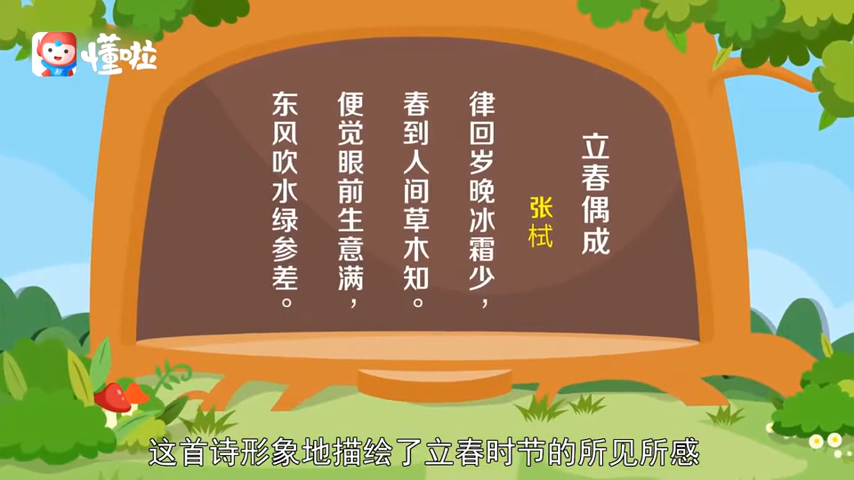 懂啦
立春偶成
张栻
律回岁晚冰霜少，
春到人间草木知。
便觉眼前生意满，
东风吹水绿参差。
这首诗形象地描绘了立春时节的所见所感